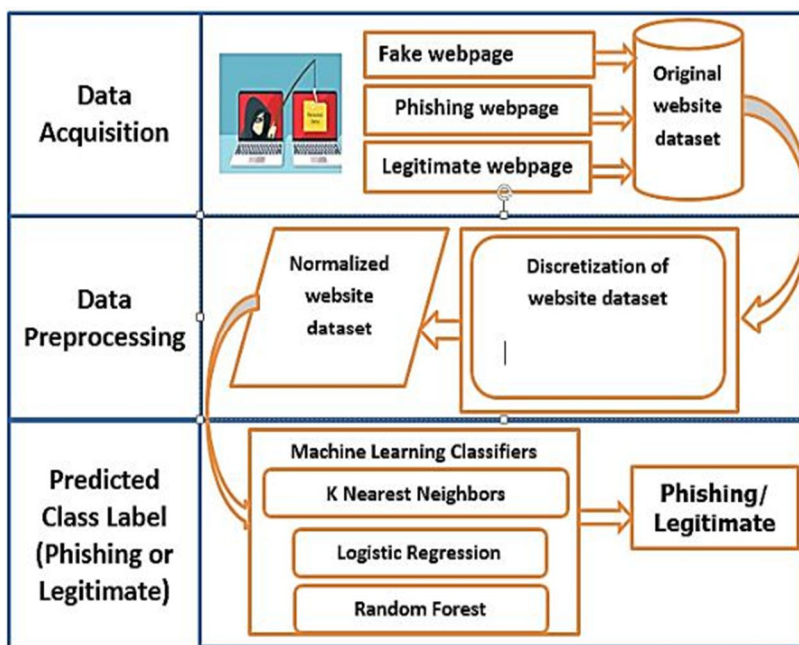 Data
Acquisition
Fake webpage
Phishing webpage
Legitimate webpage
Original
website
dataset
Data
Preprocessing
Normalized
website
dataset
Discretization of
website dataset
Predicted
Class Label
(Phishing or
Legitimate)
Machine Learning Classifiers
K Nearest Neighbors
Logistic Regression
Random Forest
Phishing/
Legitimate